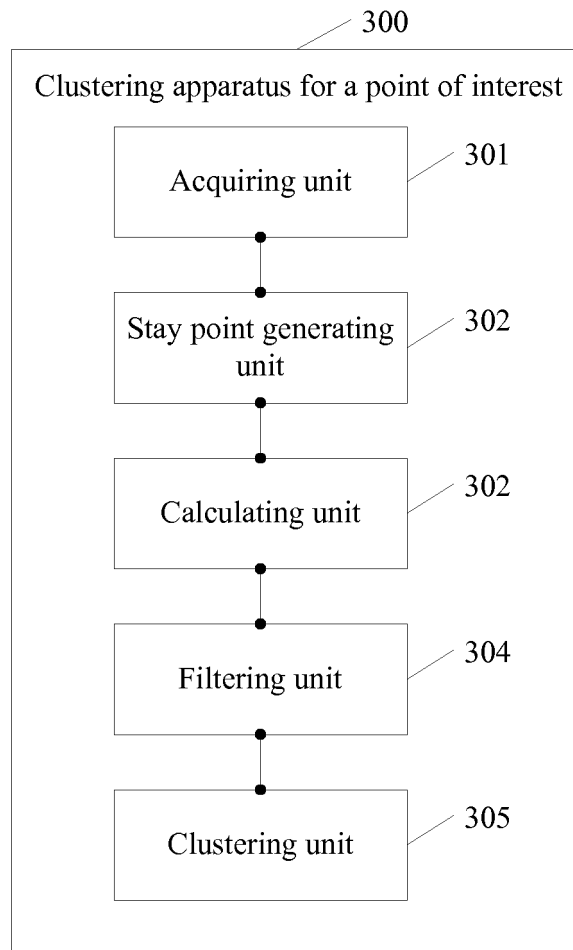 300
Clustering apparatus for a point of interest
301
Acquiring unit
302
Stay point generating
unit
302
Calculating unit
304
Filtering unit
305
Clustering unit